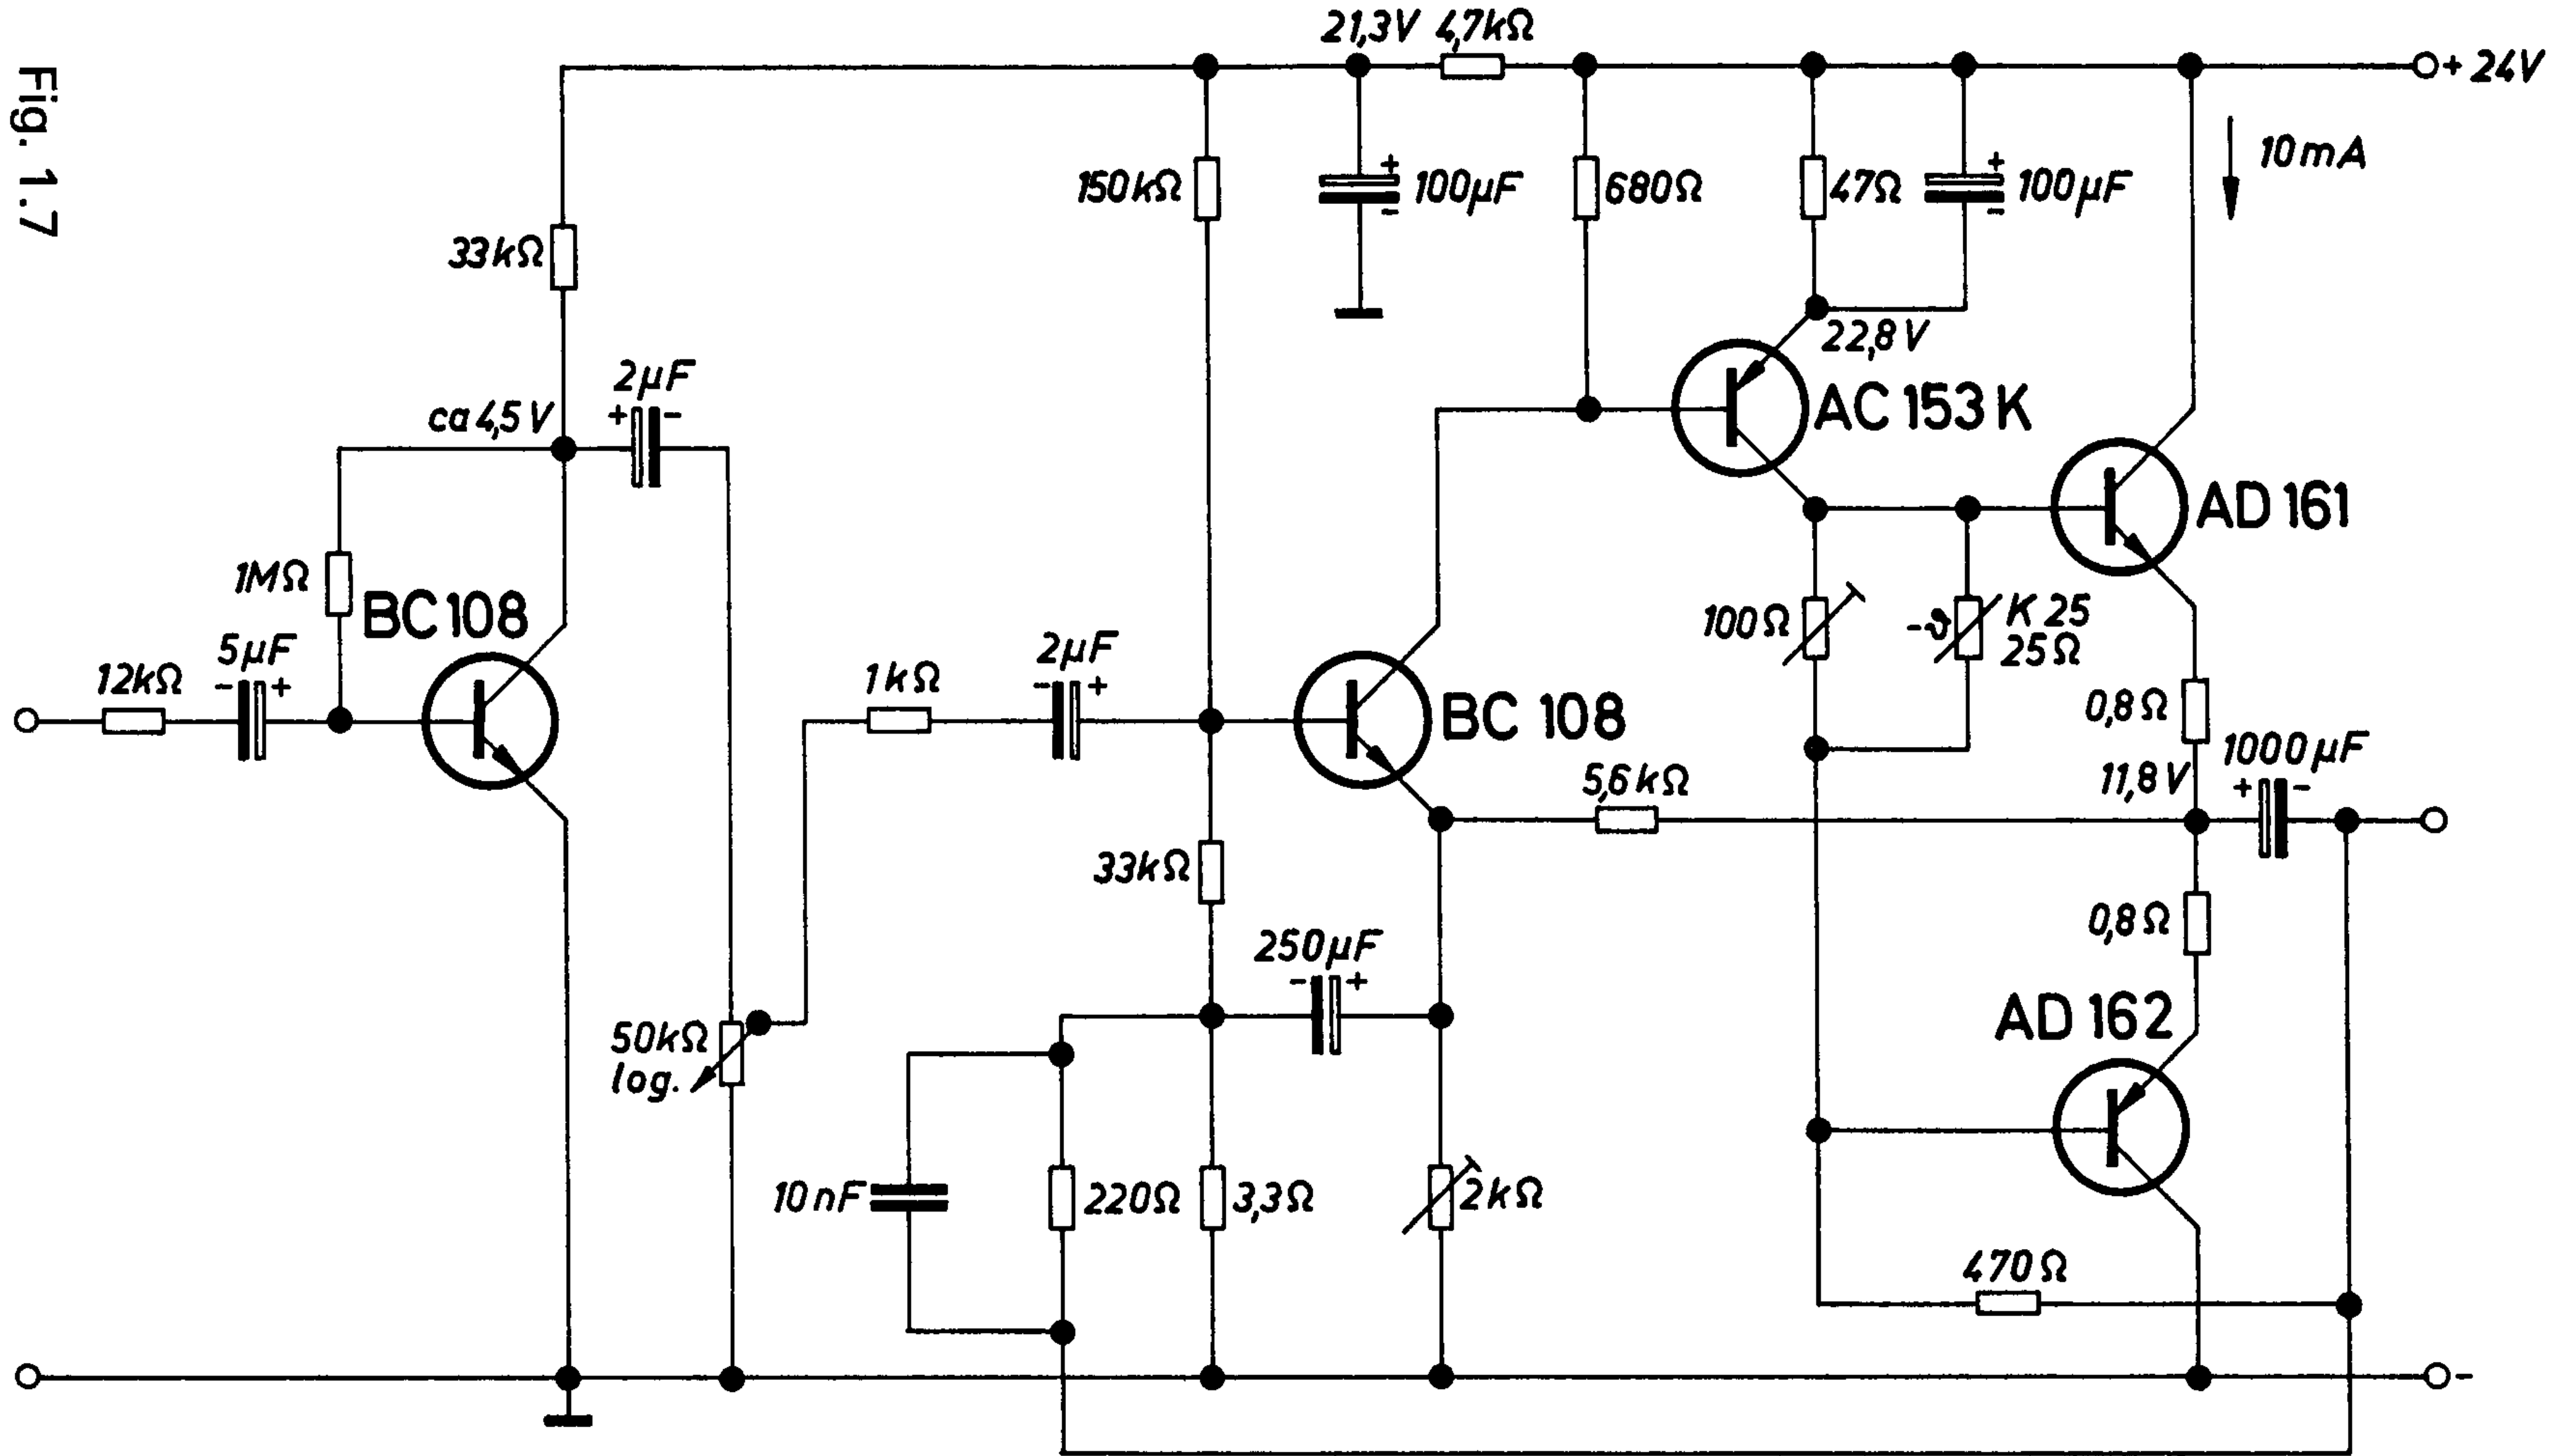 Fig. 1.7
21,3V 4,7kΩ
+ 24V
10mA
150kΩ
+
-
100µF
680Ω
47Ω
+
-
100µF
33kΩ
22,8V
2µF
+ -
ca 4,5V
AC 153 K
AD 161
1MΩ
BC 108
100Ω
-ϑ
K 25
25Ω
12kΩ
5µF
- +
1kΩ
2µF
- +
BC 108
0,8Ω
5,6kΩ
11,8V
1000µF
+ -
33kΩ
0,8Ω
250µF
- +
AD 162
50kΩ
log.
10nF
220Ω
3,3Ω
2kΩ
470Ω
-